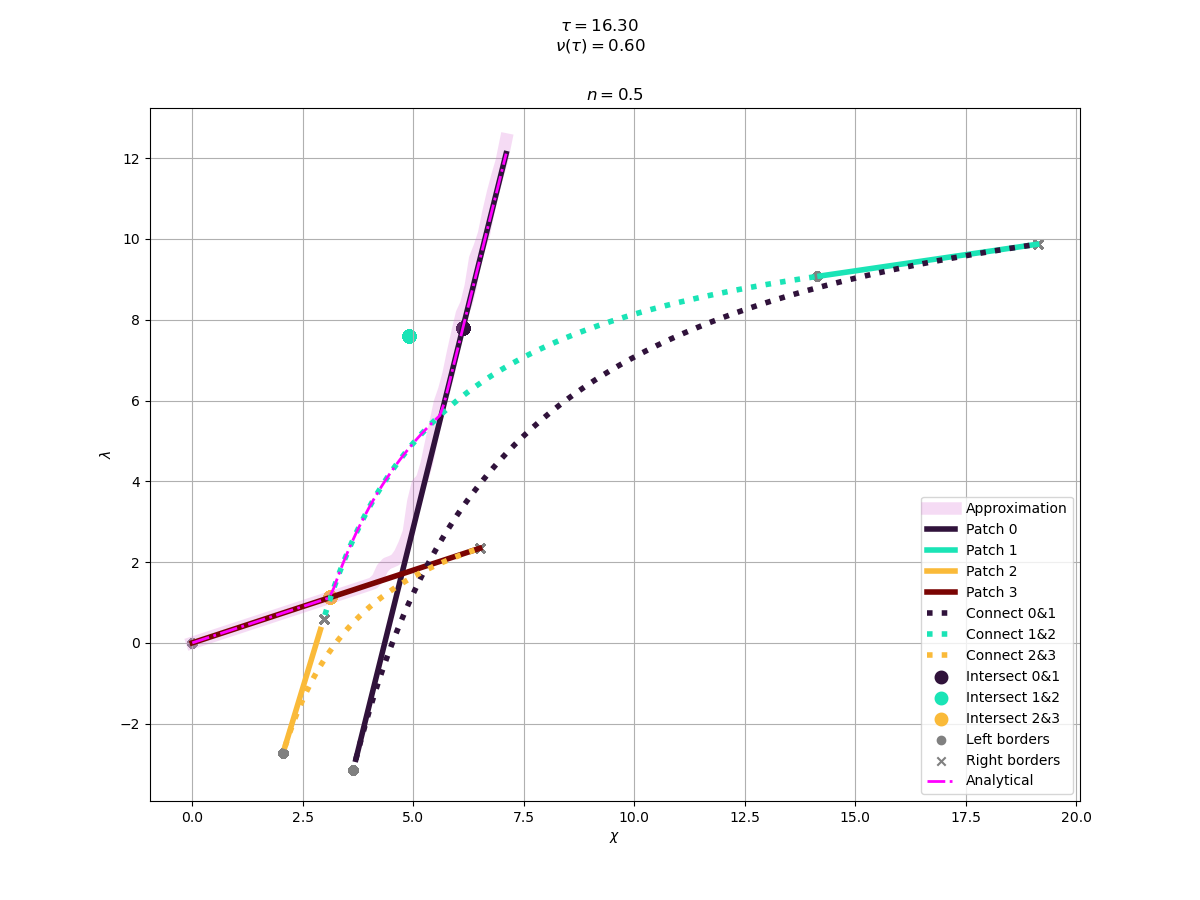 τ = 16.30
ν(τ) = 0.60
n = 0.5
λ
12
10
8
6
4
2
0
−2
0.0 2.5 5.0 7.5 10.0 12.5 15.0 17.5 20.0
χ
Approximation
Patch 0
Patch 1
Patch 2
Patch 3
Connect 0&1
Connect 1&2
Connect 2&3
Intersect 0&1
Intersect 1&2
Intersect 2&3
Left borders
Right borders
Analytical